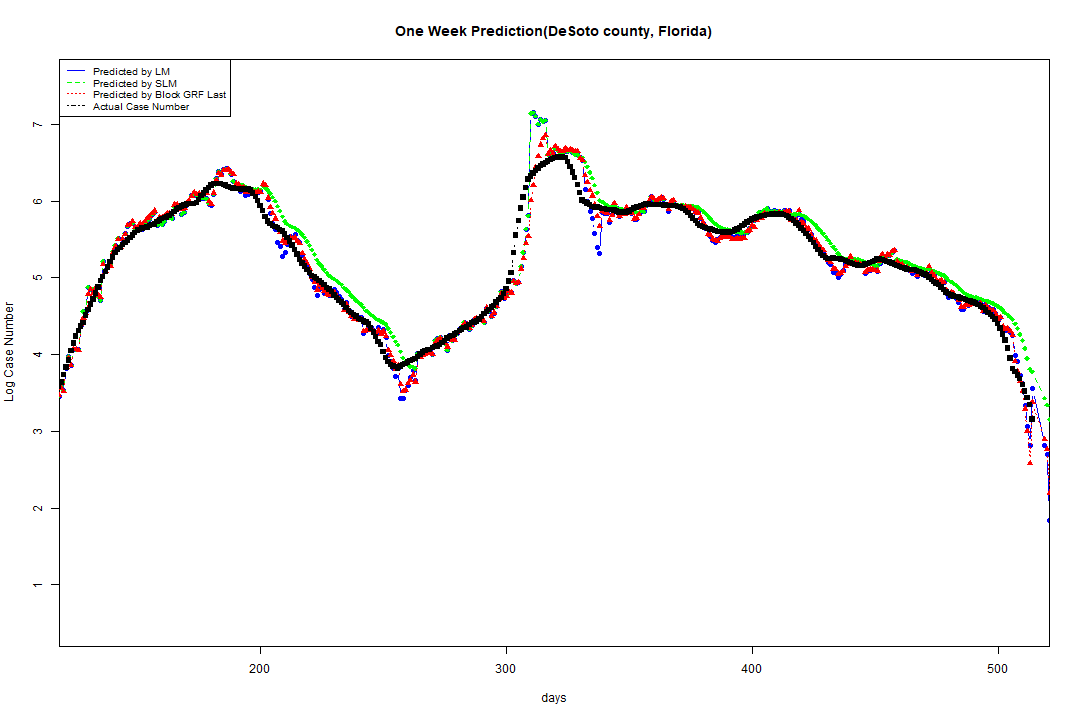 One Week Prediction(DeSoto county, Florida)
Predicted by LM
Predicted by SLM
Predicted by Block GRF Last
Actual Case Number
7
6
5
4
3
2
1
Log Case Number
200 300 400 500
days